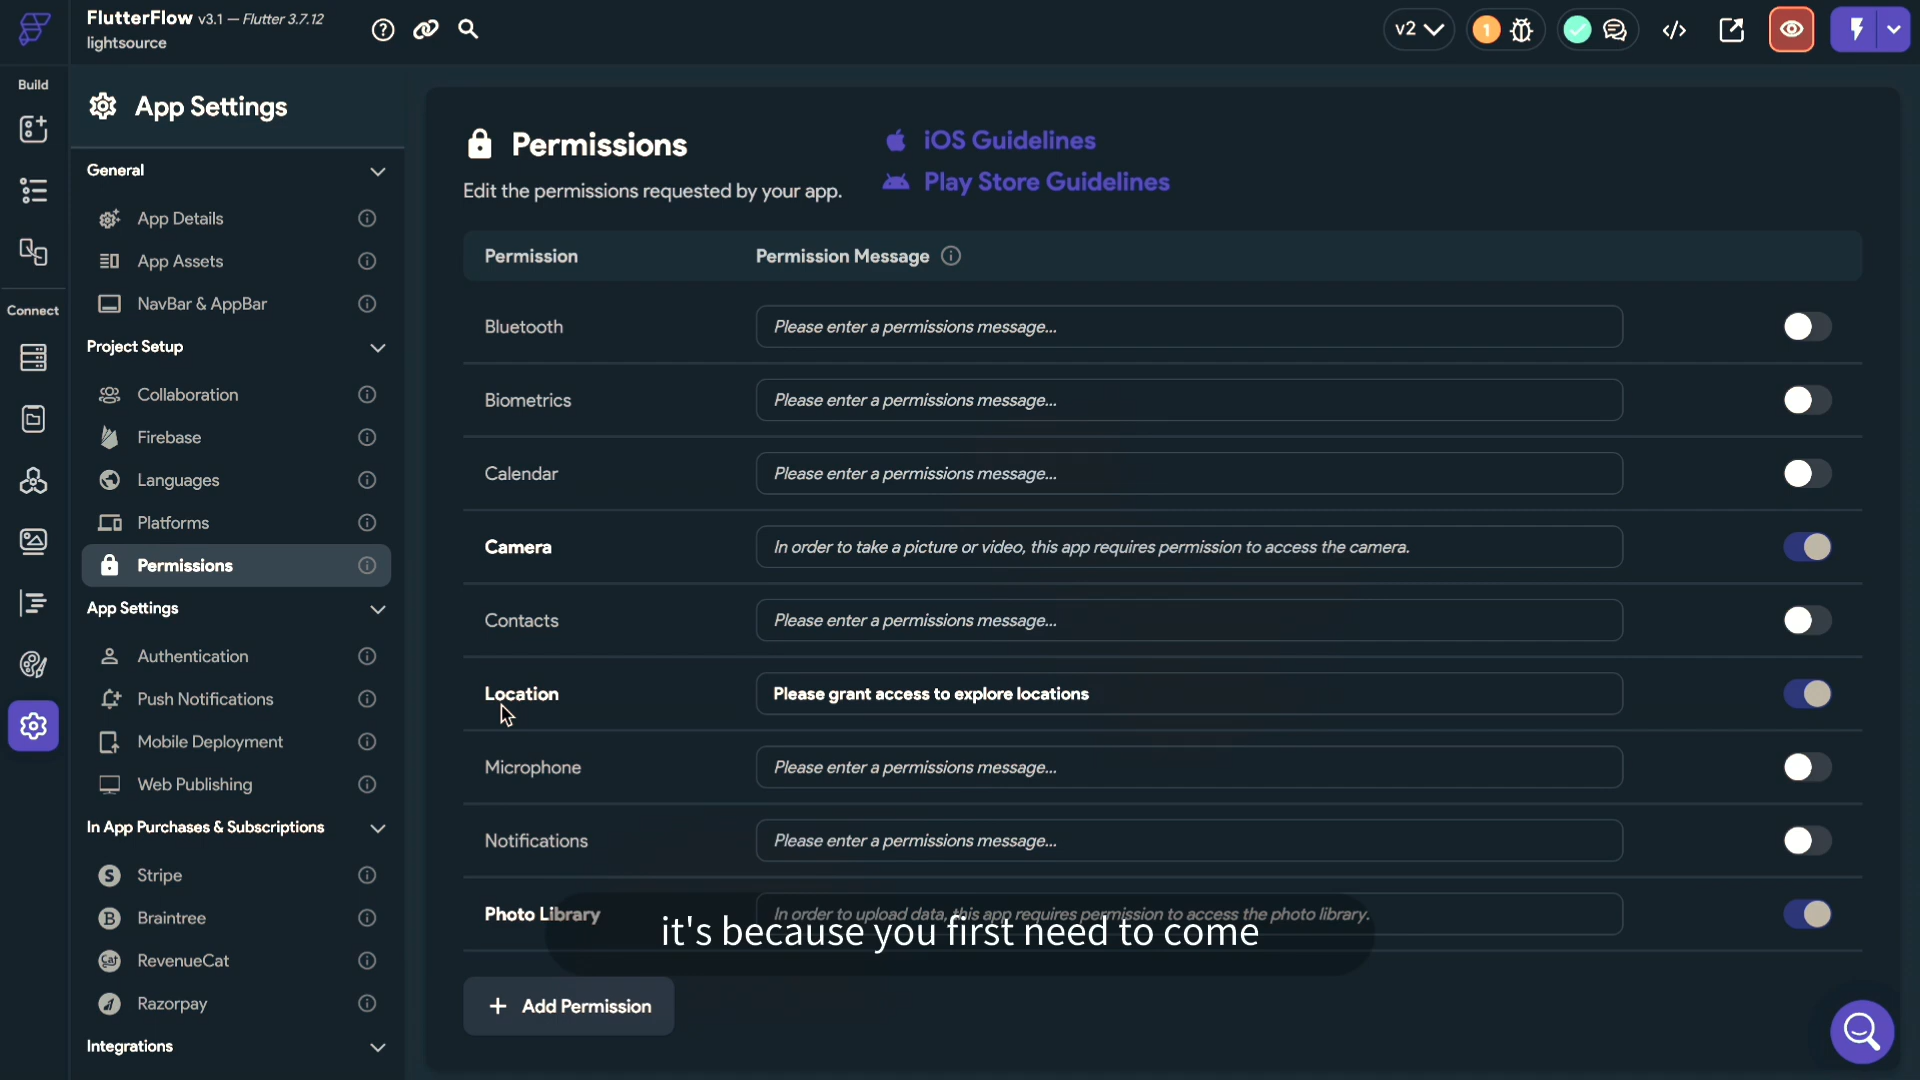 FlutterFlow v3.1 — Flutter 3.7.12
lightsource
v2
1
Build
Connect
App Settings
General
App Details
App Assets
NavBar & AppBar
Project Setup
Collaboration
Firebase
Languages
Platforms
Permissions
App Settings
Authentication
Push Notifications
Mobile Deployment
Web Publishing
In App Purchases & Subscriptions
Stripe
Braintree
RevenueCat
Razorpay
Integrations
Permissions
Edit the permissions requested by your app.
iOS Guidelines
Play Store Guidelines
Permission Permission Message
Bluetooth Please enter a permissions message...
Biometrics Please enter a permissions message...
Calendar Please enter a permissions message...
Camera In order to take a picture or video, this app requires permission to access the camera.
Contacts Please enter a permissions message...
Location Please grant access to explore locations
Microphone Please enter a permissions message...
Notifications Please enter a permissions message...
Photo Library In order to upload data, this app requires permission to access the photo library.
it's because you first need to come
+ Add Permission